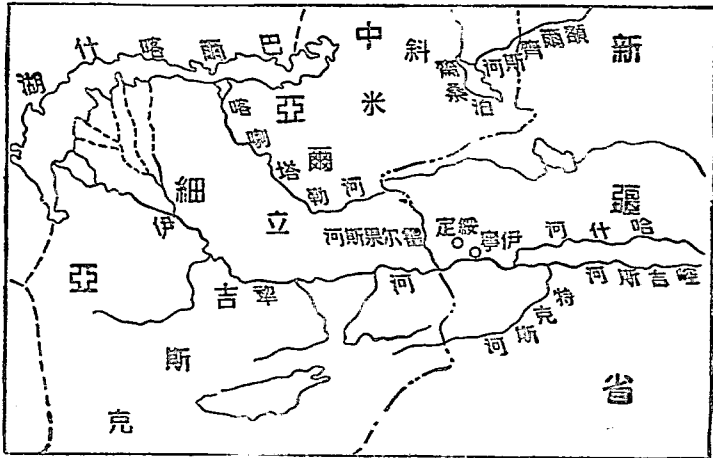 新疆省
額爾齊斯河
齋桑泊
中亞細亞
斜米立吉斯克
巴爾喀什湖
喀喇塔爾勒河
霍尔果斯河
綏定
伊寧
哈什河
伊犂河
崆吉斯河
特克斯河